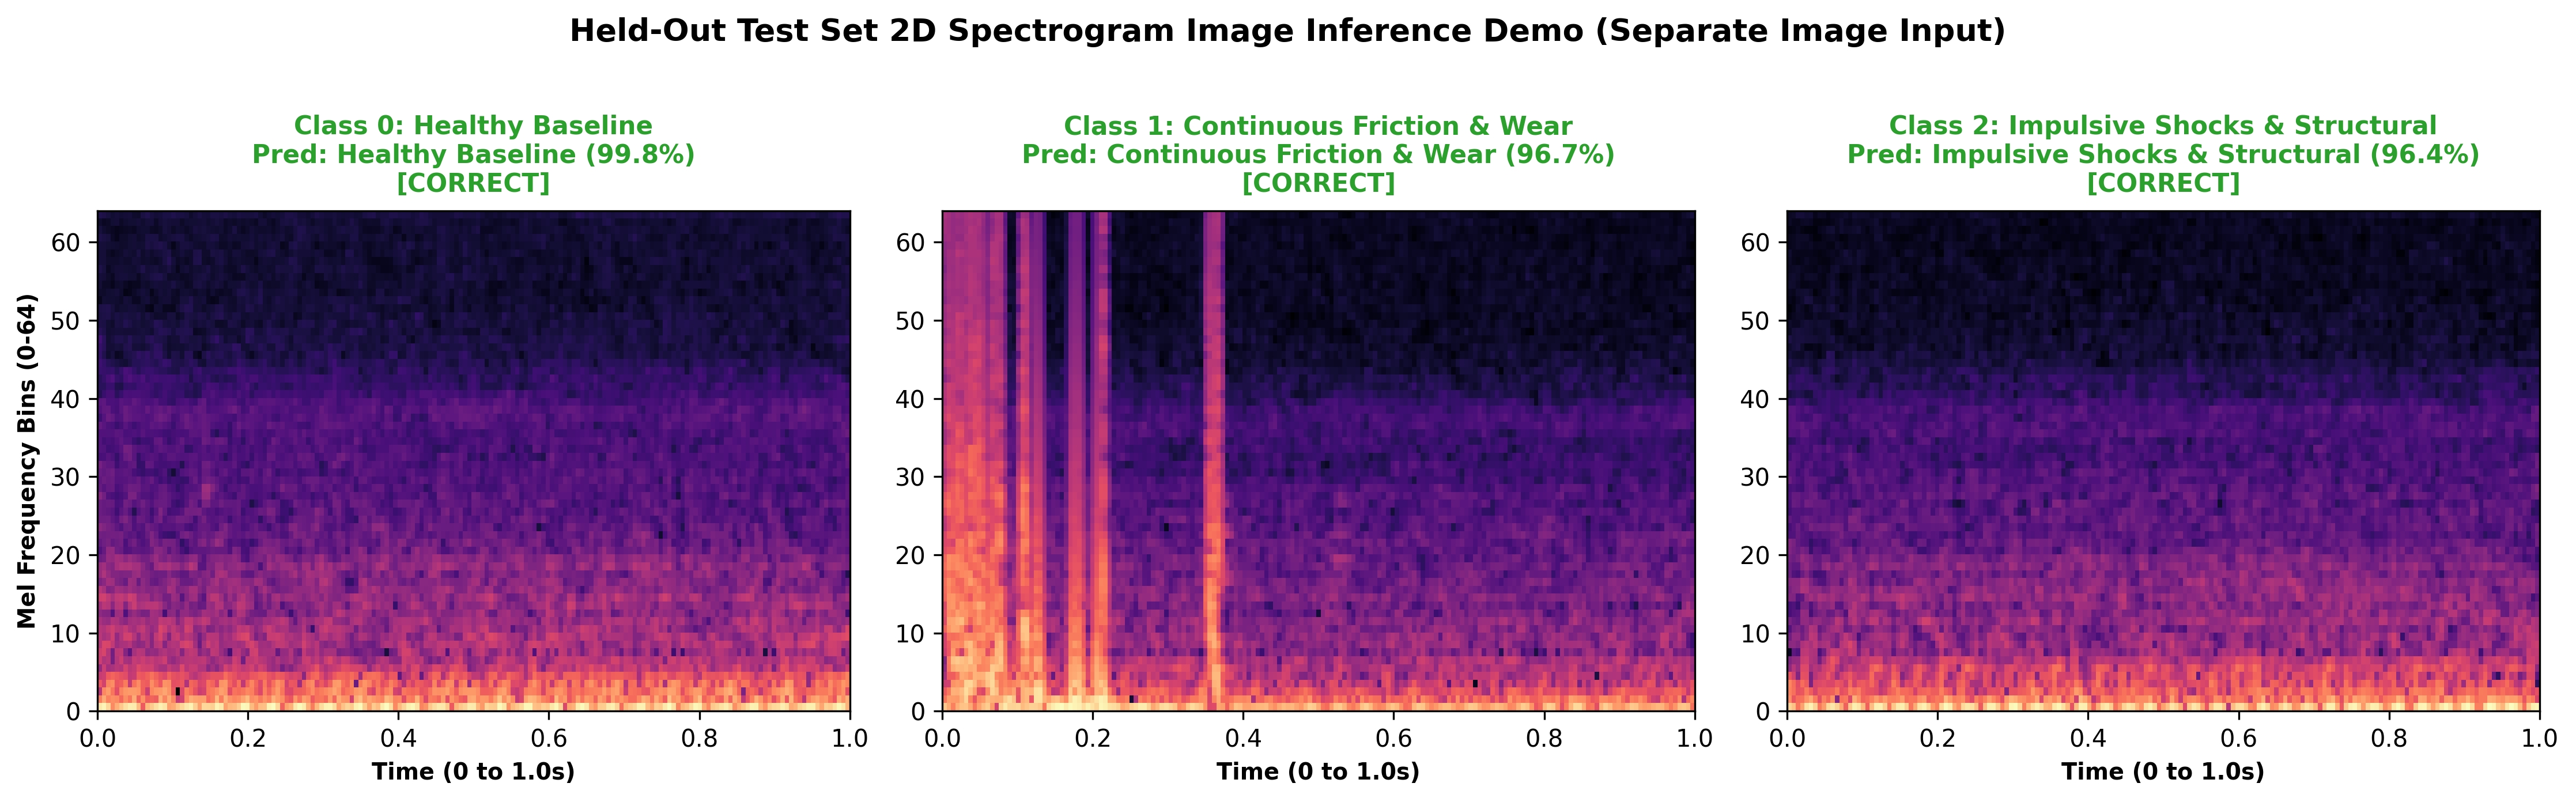 Held-Out Test Set 2D Spectrogram Image Inference Demo (Separate Image Input)
Class 0: Healthy Baseline
Pred: Healthy Baseline (99.8%)
[CORRECT]
Mel Frequency Bins (0-64)
60
50
40
30
20
10
0
0.0 0.2 0.4 0.6 0.8 1.0
Time (0 to 1.0s)
Class 1: Continuous Friction & Wear
Pred: Continuous Friction & Wear (96.7%)
[CORRECT]
60
50
40
30
20
10
0
0.0 0.2 0.4 0.6 0.8 1.0
Time (0 to 1.0s)
Class 2: Impulsive Shocks & Structural
Pred: Impulsive Shocks & Structural (96.4%)
[CORRECT]
60
50
40
30
20
10
0
0.0 0.2 0.4 0.6 0.8 1.0
Time (0 to 1.0s)